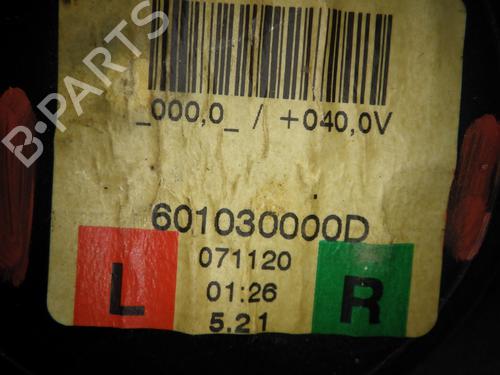 _000,0_ / +040,0V
601030000D
071120
01:26
5.21
L
R
B-PARTS